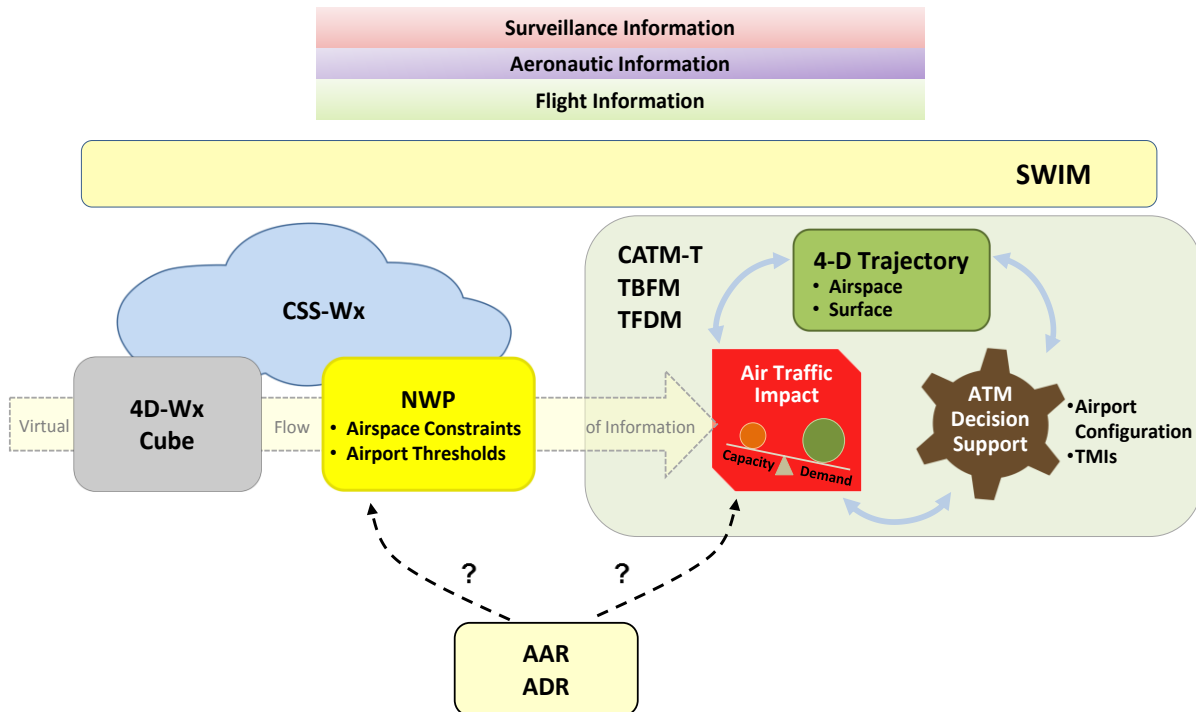 Surveillance Information
Aeronautic Information
Flight Information
SWIM
CSS-Wx
CATM-T
TBFM
TFDM
4-D Trajectory
• Airspace
• Surface
Virtual
4D-Wx
Cube
Flow
NWP
• Airspace Constraints
• Airport Thresholds
of Information
Air Traffic
Impact
Capacity
Demand
ATM
Decision
Support
•Airport
Configuration
•TMIs
?
?
AAR
ADR